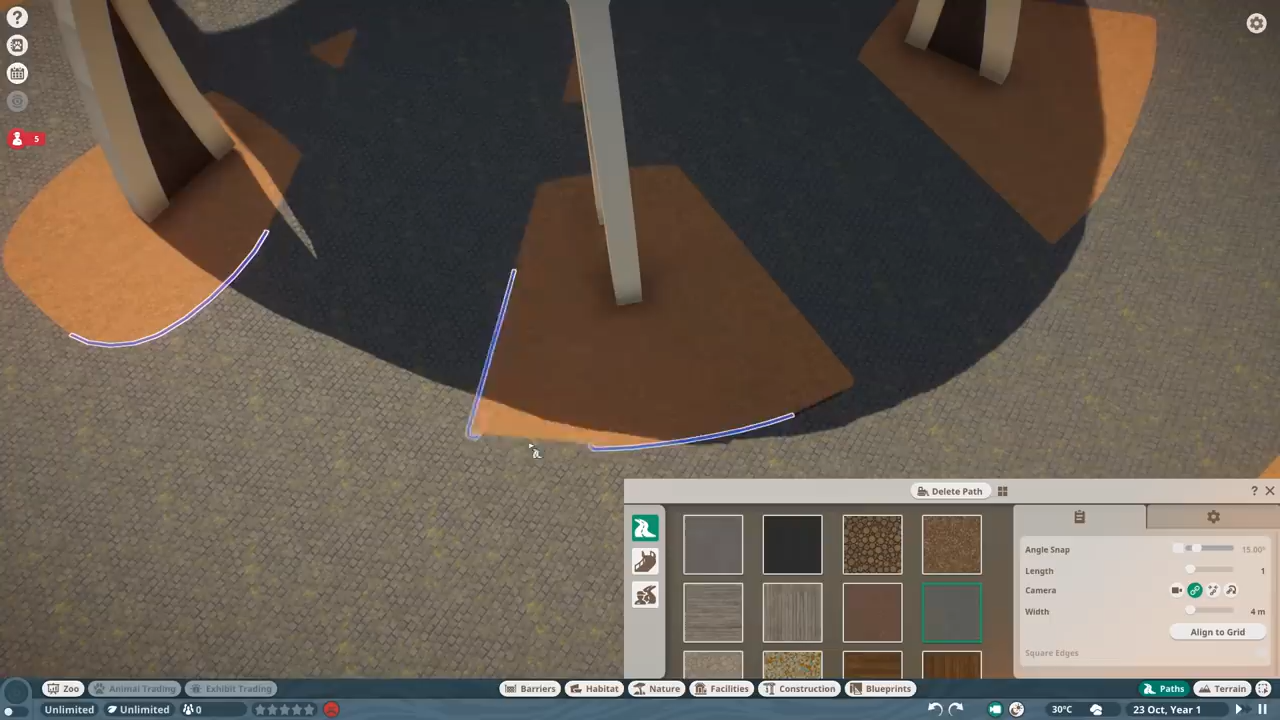 ?
5
Delete Path
?
Angle Snap 15.00°
Length 1
Camera
Width 4 m
Align to Grid
Square Edges
Zoo Animal Trading Exhibit Trading Barriers Habitat Nature Facilities Construction Blueprints Paths Terrain
Unlimited Unlimited 0 30°C 23 Oct, Year 1